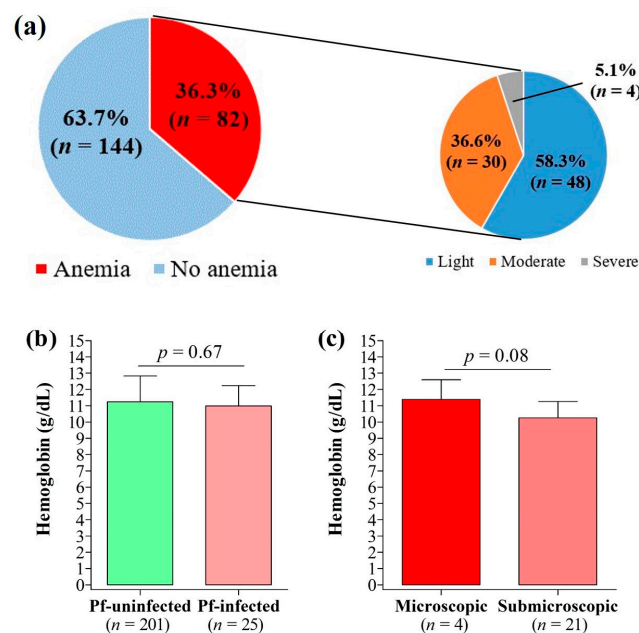 (a)
63.7%
(n = 144)
36.3%
(n = 82)
5.1%
(n = 4)
36.6%
(n = 30)
58.3%
(n = 48)
Anemia No anemia
Light Moderate Severe
(b)
p = 0.67
Hemoglobin (g/dL)
15
14
13
12
11
10
9
8
7
6
5
4
3
2
1
0
Pf-uninfected Pf-infected
(n = 201) (n = 25)
(c)
p = 0.08
Hemoglobin (g/dL)
15
14
13
12
11
10
9
8
7
6
5
4
3
2
1
0
Microscopic Submicroscopic
(n = 4) (n = 21)